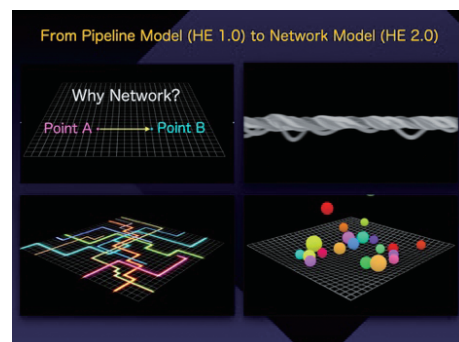 From Pipeline Model (HE 1.0) to Network Model (HE 2.0)
Why Network?
Point A Point B